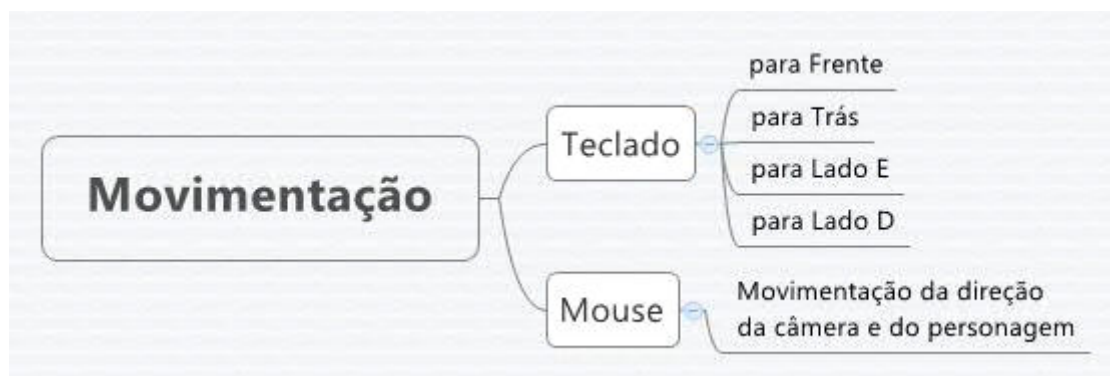 Movimentação
Teclado
para Frente
para Trás
para Lado E
para Lado D
Mouse
Movimentação da direção
da câmera e do personagem